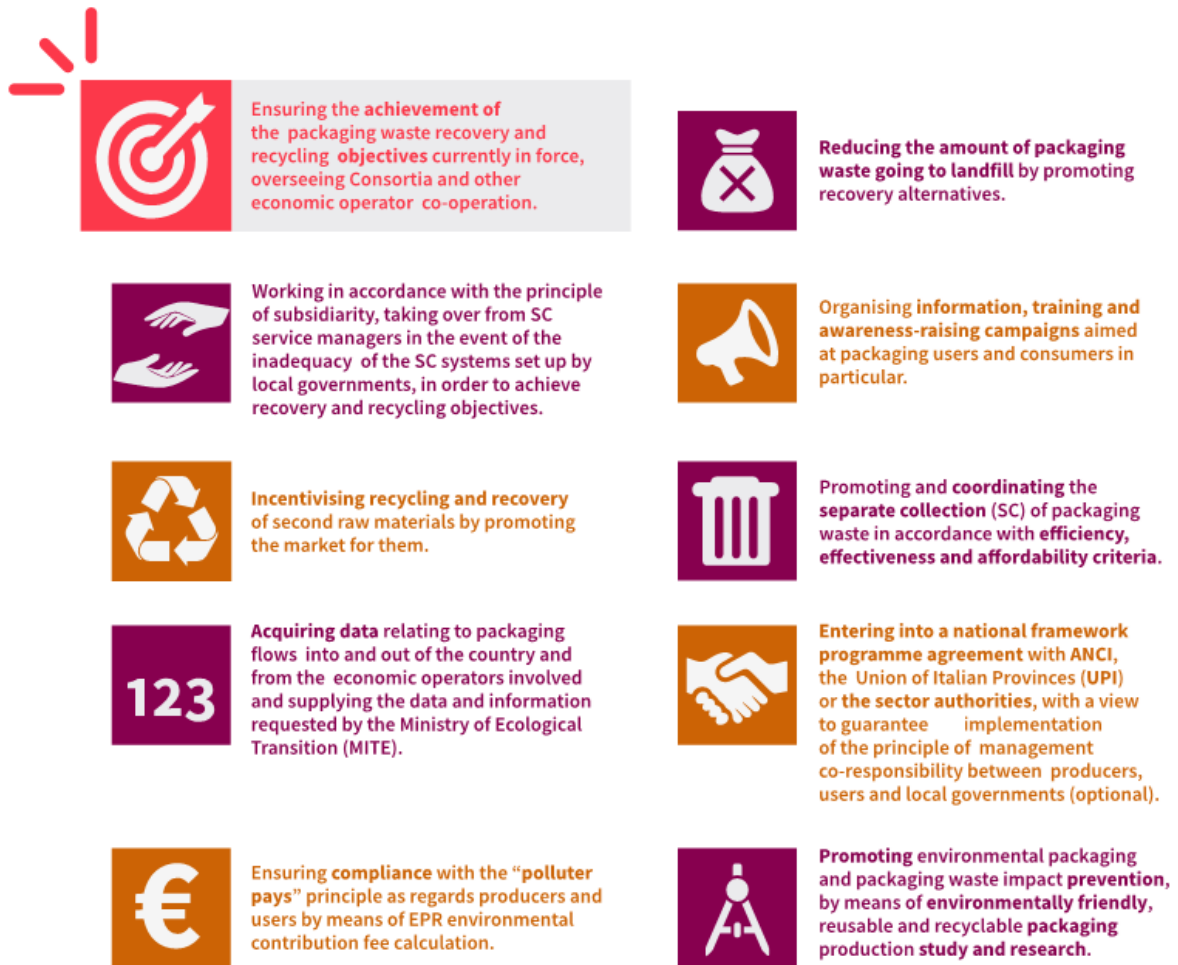 Ensuring the achievement of
the packaging waste recovery and
recycling objectives currently in force,
overseeing Consortia and other
economic operator co-operation.
Reducing the amount of packaging
waste going to landfill by promoting
recovery alternatives.
Working in accordance with the principle
of subsidiarity, taking over from SC
service managers in the event of the
inadequacy of the SC systems set up by
local governments, in order to achieve
recovery and recycling objectives.
Organising information, training and
awareness-raising campaigns aimed
at packaging users and consumers in
particular.
Incentivising recycling and recovery
of second raw materials by promoting
the market for them.
Promoting and coordinating the
separate collection (SC) of packaging
waste in accordance with efficiency,
effectiveness and affordability criteria.
123
Acquiring data relating to packaging
flows into and out of the country and
from the economic operators involved
and supplying the data and information
requested by the Ministry of Ecological
Transition (MITE).
Entering into a national framework
programme agreement with ANCI,
the Union of Italian Provinces (UPI)
or the sector authorities, with a view
to guarantee implementation
of the principle of management
co-responsibility between producers,
users and local governments (optional).
€
Ensuring compliance with the “polluter
pays” principle as regards producers and
users by means of EPR environmental
contribution fee calculation.
Promoting environmental packaging
and packaging waste impact prevention,
by means of environmentally friendly,
reusable and recyclable packaging
production study and research.